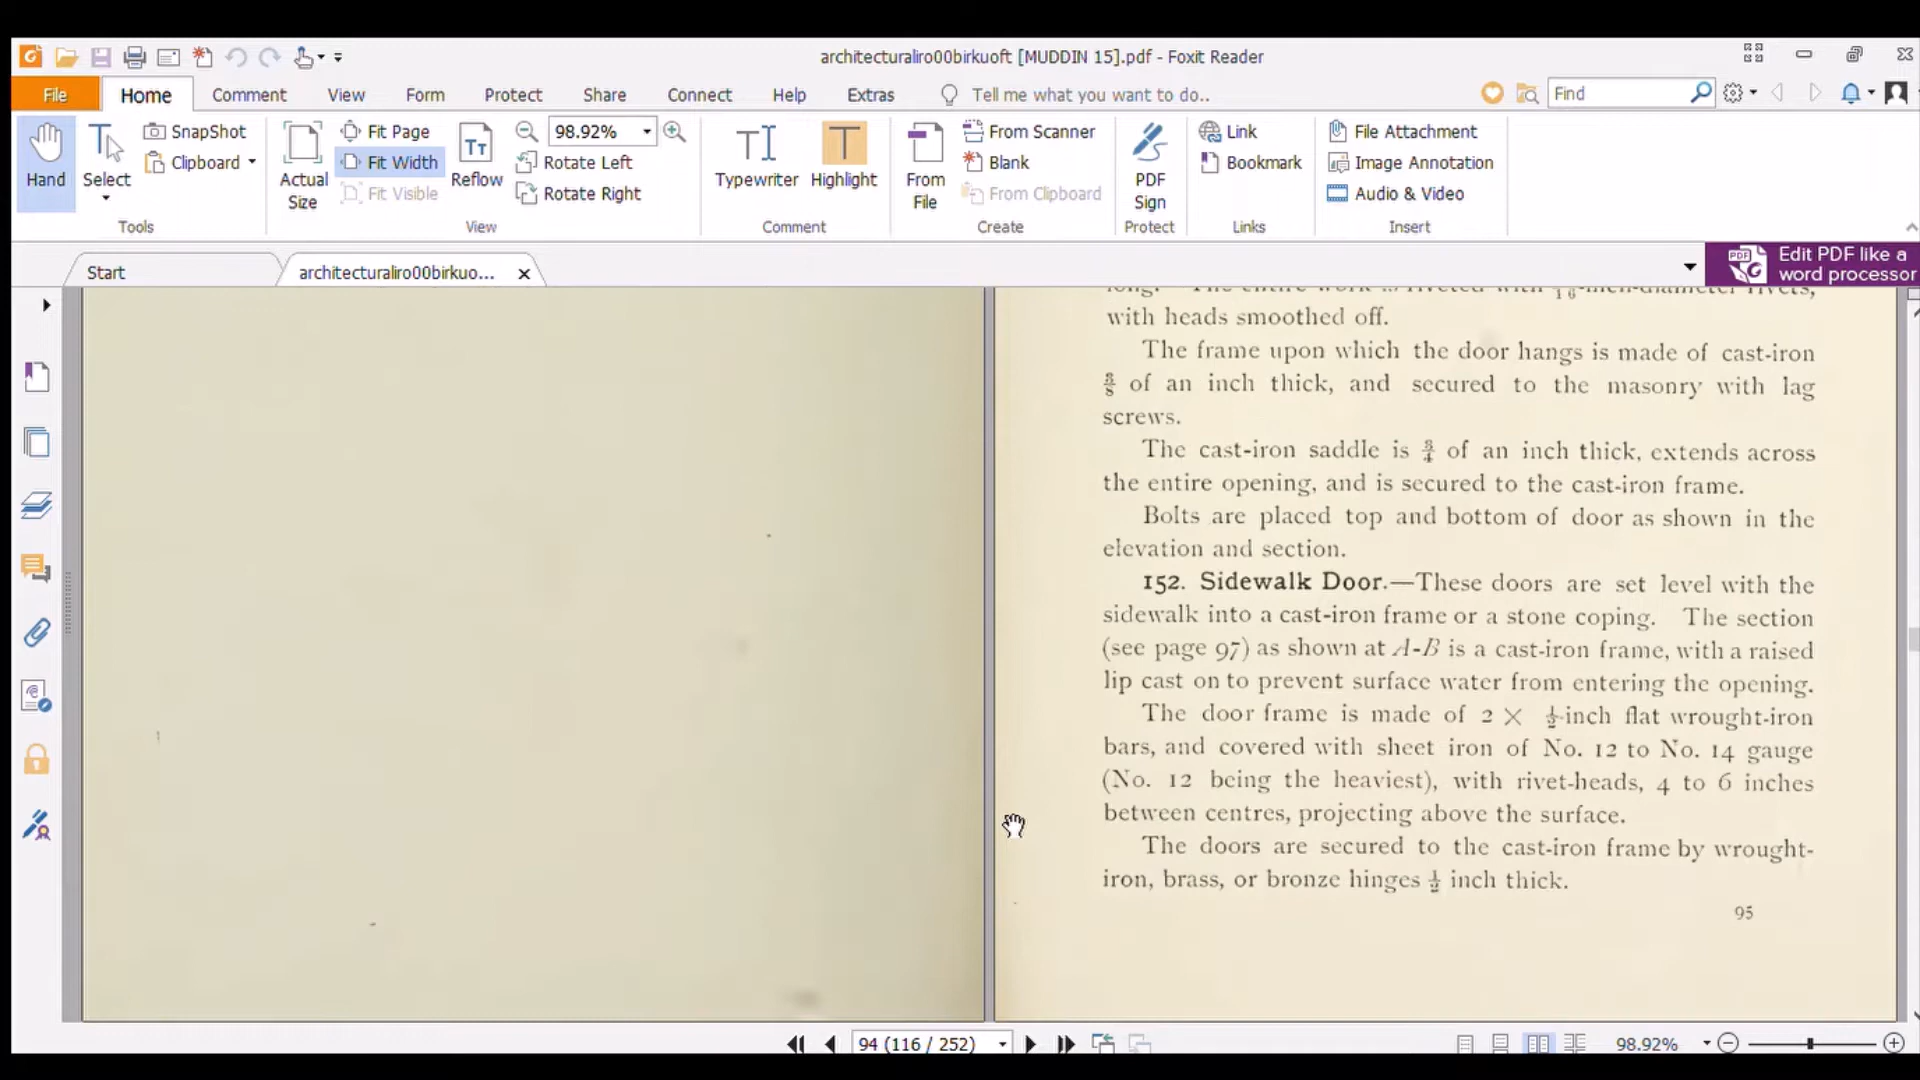 architecturaliro00birkuoft [MUDDIN 15].pdf - Foxit Reader
File Home Comment View Form Protect Share Connect Help Extras Tell me what you want to do.. Find
Hand
Select
SnapShot
Clipboard
Tools
Actual Size
Fit Page
Fit Width
Fit Visible
Reflow
98.92%
Rotate Left
Rotate Right
View
Typewriter
Highlight
Comment
From File
From Scanner
Blank
From Clipboard
Create
PDF Sign
Protect
Link
Bookmark
Links
File Attachment
Image Annotation
Audio & Video
Insert
Start
architecturaliro00birkuo...
Edit PDF like a
word processor
long. The entire work is riveted with 1/16-inch-diameter rivets,
with heads smoothed off.
The frame upon which the door hangs is made of cast-iron
3/8 of an inch thick, and secured to the masonry with lag
screws.
The cast-iron saddle is 3/4 of an inch thick, extends across
the entire opening, and is secured to the cast-iron frame.
Bolts are placed top and bottom of door as shown in the
elevation and section.
152. Sidewalk Door.—These doors are set level with the
sidewalk into a cast-iron frame or a stone coping. The section
(see page 97) as shown at A-B is a cast-iron frame, with a raised
lip cast on to prevent surface water from entering the opening.
The door frame is made of 2 × 1/2-inch flat wrought-iron
bars, and covered with sheet iron of No. 12 to No. 14 gauge
(No. 12 being the heaviest), with rivet-heads, 4 to 6 inches
between centres, projecting above the surface.
The doors are secured to the cast-iron frame by wrought-
iron, brass, or bronze hinges 1/2 inch thick.
95
94 (116 / 252)
98.92%